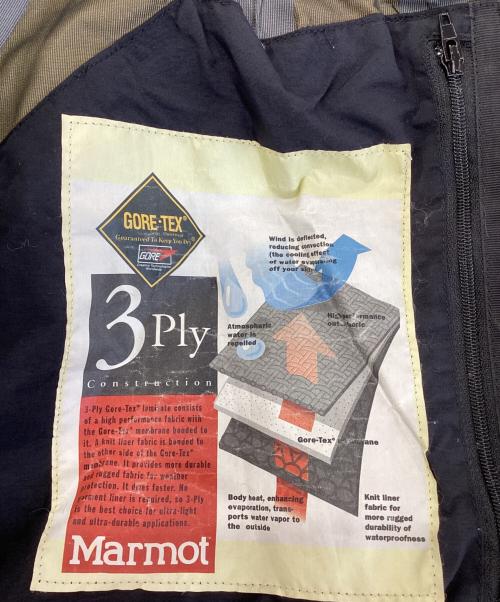 GORE-TEX®
Guaranteed To Keep You Dry
GORE
3 Ply
Construction
3-Ply Gore-Tex® laminate consists
of a high performance fabric with
the Gore-Tex® membrane bonded to
it. A knit liner fabric is bonded to
the other side of the Gore-Tex®
membrane. It provides more durable
and rugged fabric for weather
protection. It dries faster. No
garment liner is required, so 3-Ply
is the best choice for ultra-light
and ultra-durable applications.
Marmot
Wind is deflected,
reducing convection
(the cooling effect
of water evaporating
off your skin)
Atmospheric
water is
repelled
High performance
outer fabric
Gore-Tex® membrane
Body heat, enhancing
evaporation, trans-
ports water vapor to
the outside
Knit liner
fabric for
more rugged
durability of
waterproofness